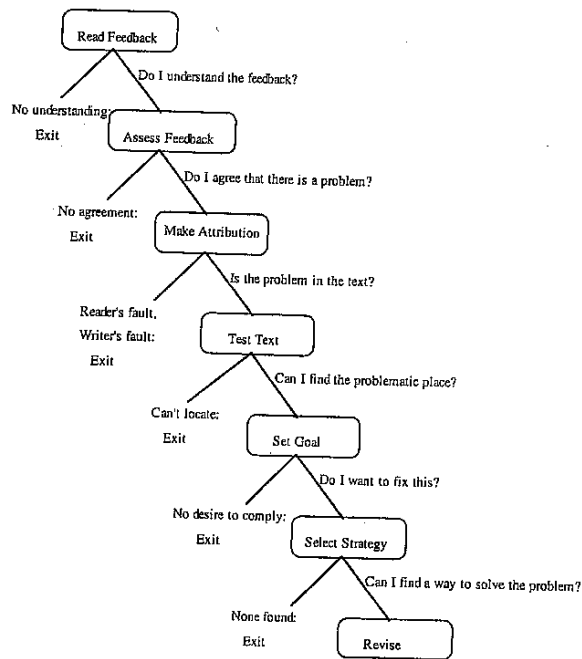 Read Feedback
Do I understand the feedback?
No understanding:
Exit
Assess Feedback
Do I agree that there is a problem?
No agreement:
Exit
Make Attribution
Is the problem in the text?
Reader's fault,
Writer's fault:
Exit
Test Text
Can I find the problematic place?
Can't locate:
Exit
Set Goal
Do I want to fix this?
No desire to comply:
Exit
Select Strategy
Can I find a way to solve the problem?
None found:
Exit
Revise